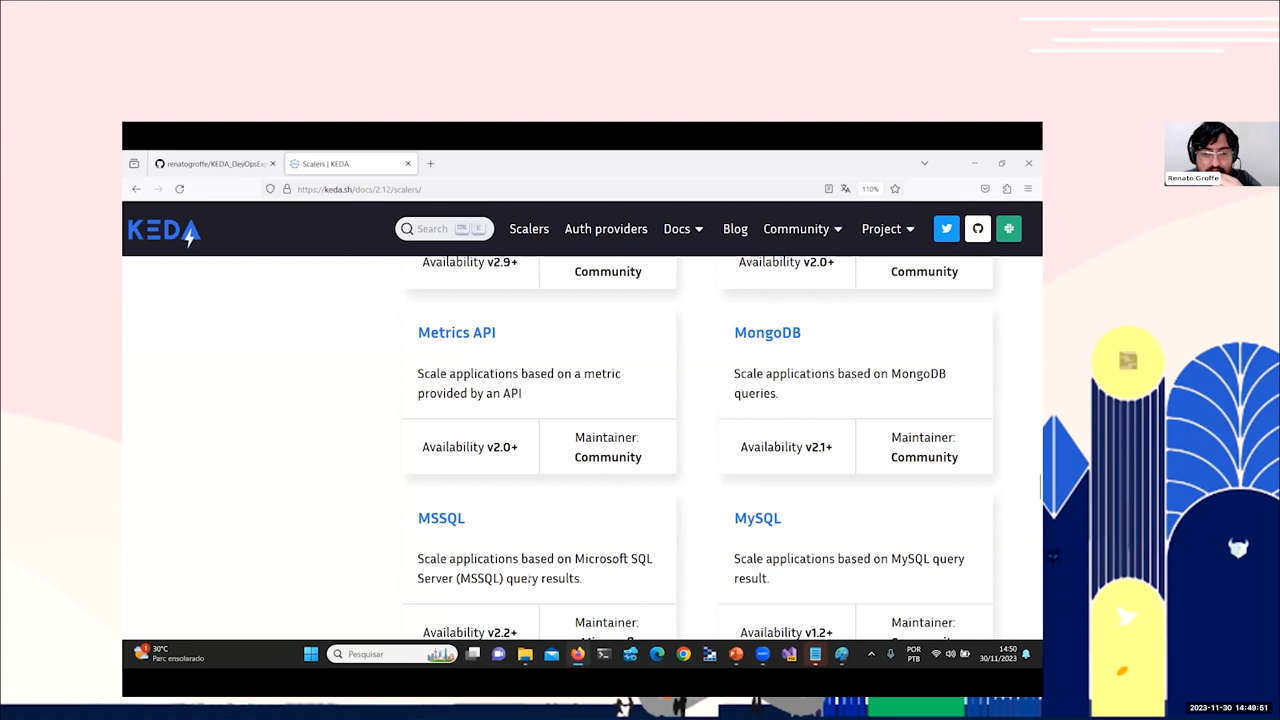 renatogroffe/KEDA_DevOpsEx
Scalers | KEDA
https://keda.sh/docs/2.12/scalers/
110%
KEDA
Search
Scalers
Auth providers
Docs
Blog
Community
Project
Renato Groffe
Availability v2.9+
Community
Availability v2.0+
Community
Metrics API
Scale applications based on a metric
provided by an API
Availability v2.0+
Maintainer:
Community
MongoDB
Scale applications based on MongoDB
queries.
Availability v2.1+
Maintainer:
Community
MSSQL
Scale applications based on Microsoft SQL
Server (MSSQL) query results.
Availability v2.2+
Maintainer:
MySQL
Scale applications based on MySQL query
result.
Availability v1.2+
Maintainer:
1
30°C
Parc ensolarado
Pesquisar
POR
PTB
14:50
30/11/2023
2023-11-30 14:49:51